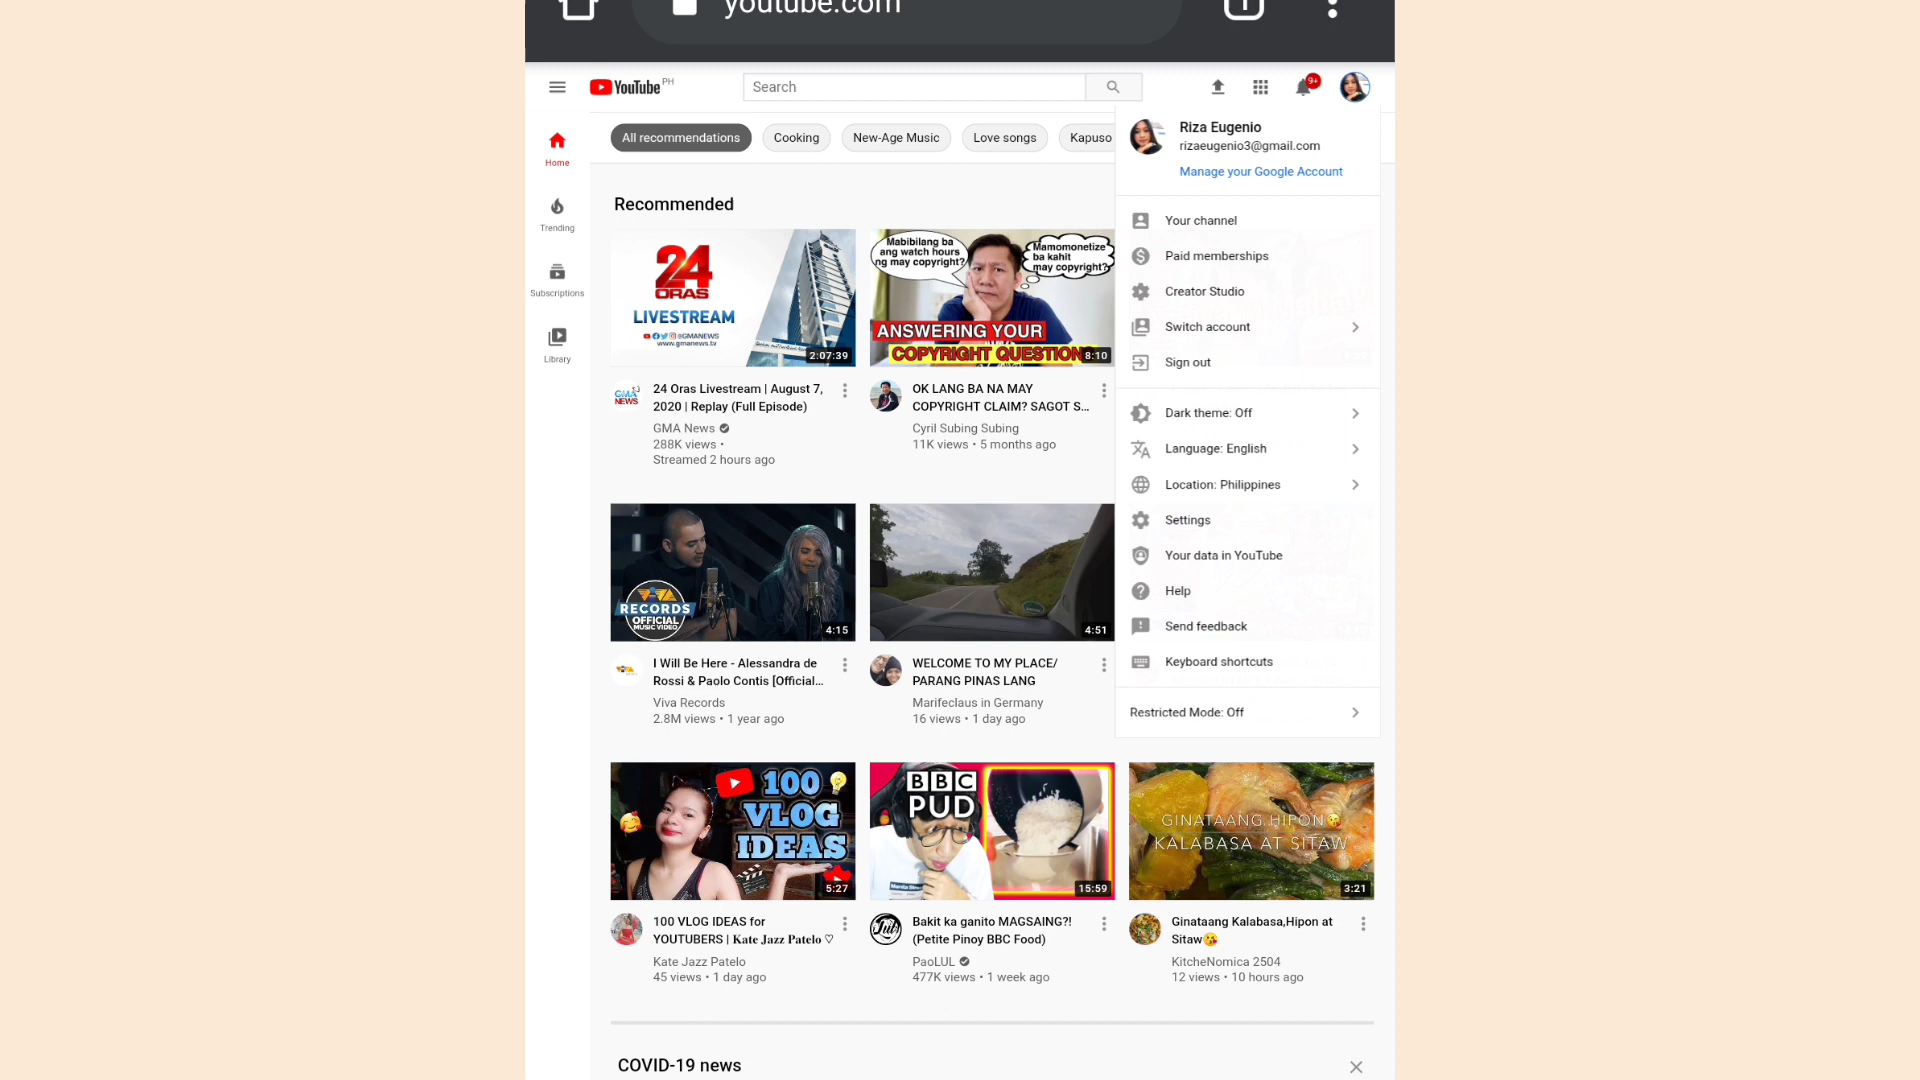 youtube.com
YouTube PH
Search
9+
Home
Trending
Subscriptions
Library
All recommendations
Cooking
New-Age Music
Love songs
Kapuso
Riza Eugenio
rizaeugenio3@gmail.com
Manage your Google Account
Your channel
Paid memberships
Creator Studio
Switch account
Sign out
Dark theme: Off
Language: English
Location: Philippines
Settings
Your data in YouTube
Help
Send feedback
Keyboard shortcuts
Restricted Mode: Off
Recommended
24
ORAS
LIVESTREAM
@GMANEWS
www.gmanews.tv
2:07:39
24 Oras Livestream | August 7,
2020 | Replay (Full Episode)
GMA NEWS
GMA News
288K views •
Streamed 2 hours ago
Mabibilang ba
ang watch hours
ng may copyright?
Mamomonetize
ba kahit
may copyright?
ANSWERING YOUR
COPYRIGHT QUESTION
8:10
OK LANG BA NA MAY
COPYRIGHT CLAIM? SAGOT S...
Cyril Subing Subing
11K views • 5 months ago
VIVA
RECORDS
OFFICIAL
MUSIC VIDEO
4:15
I Will Be Here - Alessandra de
Rossi & Paolo Contis [Official...
Viva Records
2.8M views • 1 year ago
4:51
WELCOME TO MY PLACE/
PARANG PINAS LANG
Marifeclaus in Germany
16 views • 1 day ago
100
VLOG
IDEAS
5:27
100 VLOG IDEAS for
YOUTUBERS | 𝐊𝐚𝐭𝐞 𝐉𝐚𝐳𝐳 𝐏𝐚𝐭𝐞𝐥𝐨 ♡
Kate Jazz Patelo
45 views • 1 day ago
BBC
PUD
15:59
Bakit ka ganito MAGSAING?!
(Petite Pinoy BBC Food)
PaoLUL
477K views • 1 week ago
GINATAANG HIPON😘
KALABASA AT SITAW
3:21
Ginataang Kalabasa,Hipon at
Sitaw😘
KitcheNomica 2504
12 views • 10 hours ago
COVID-19 news